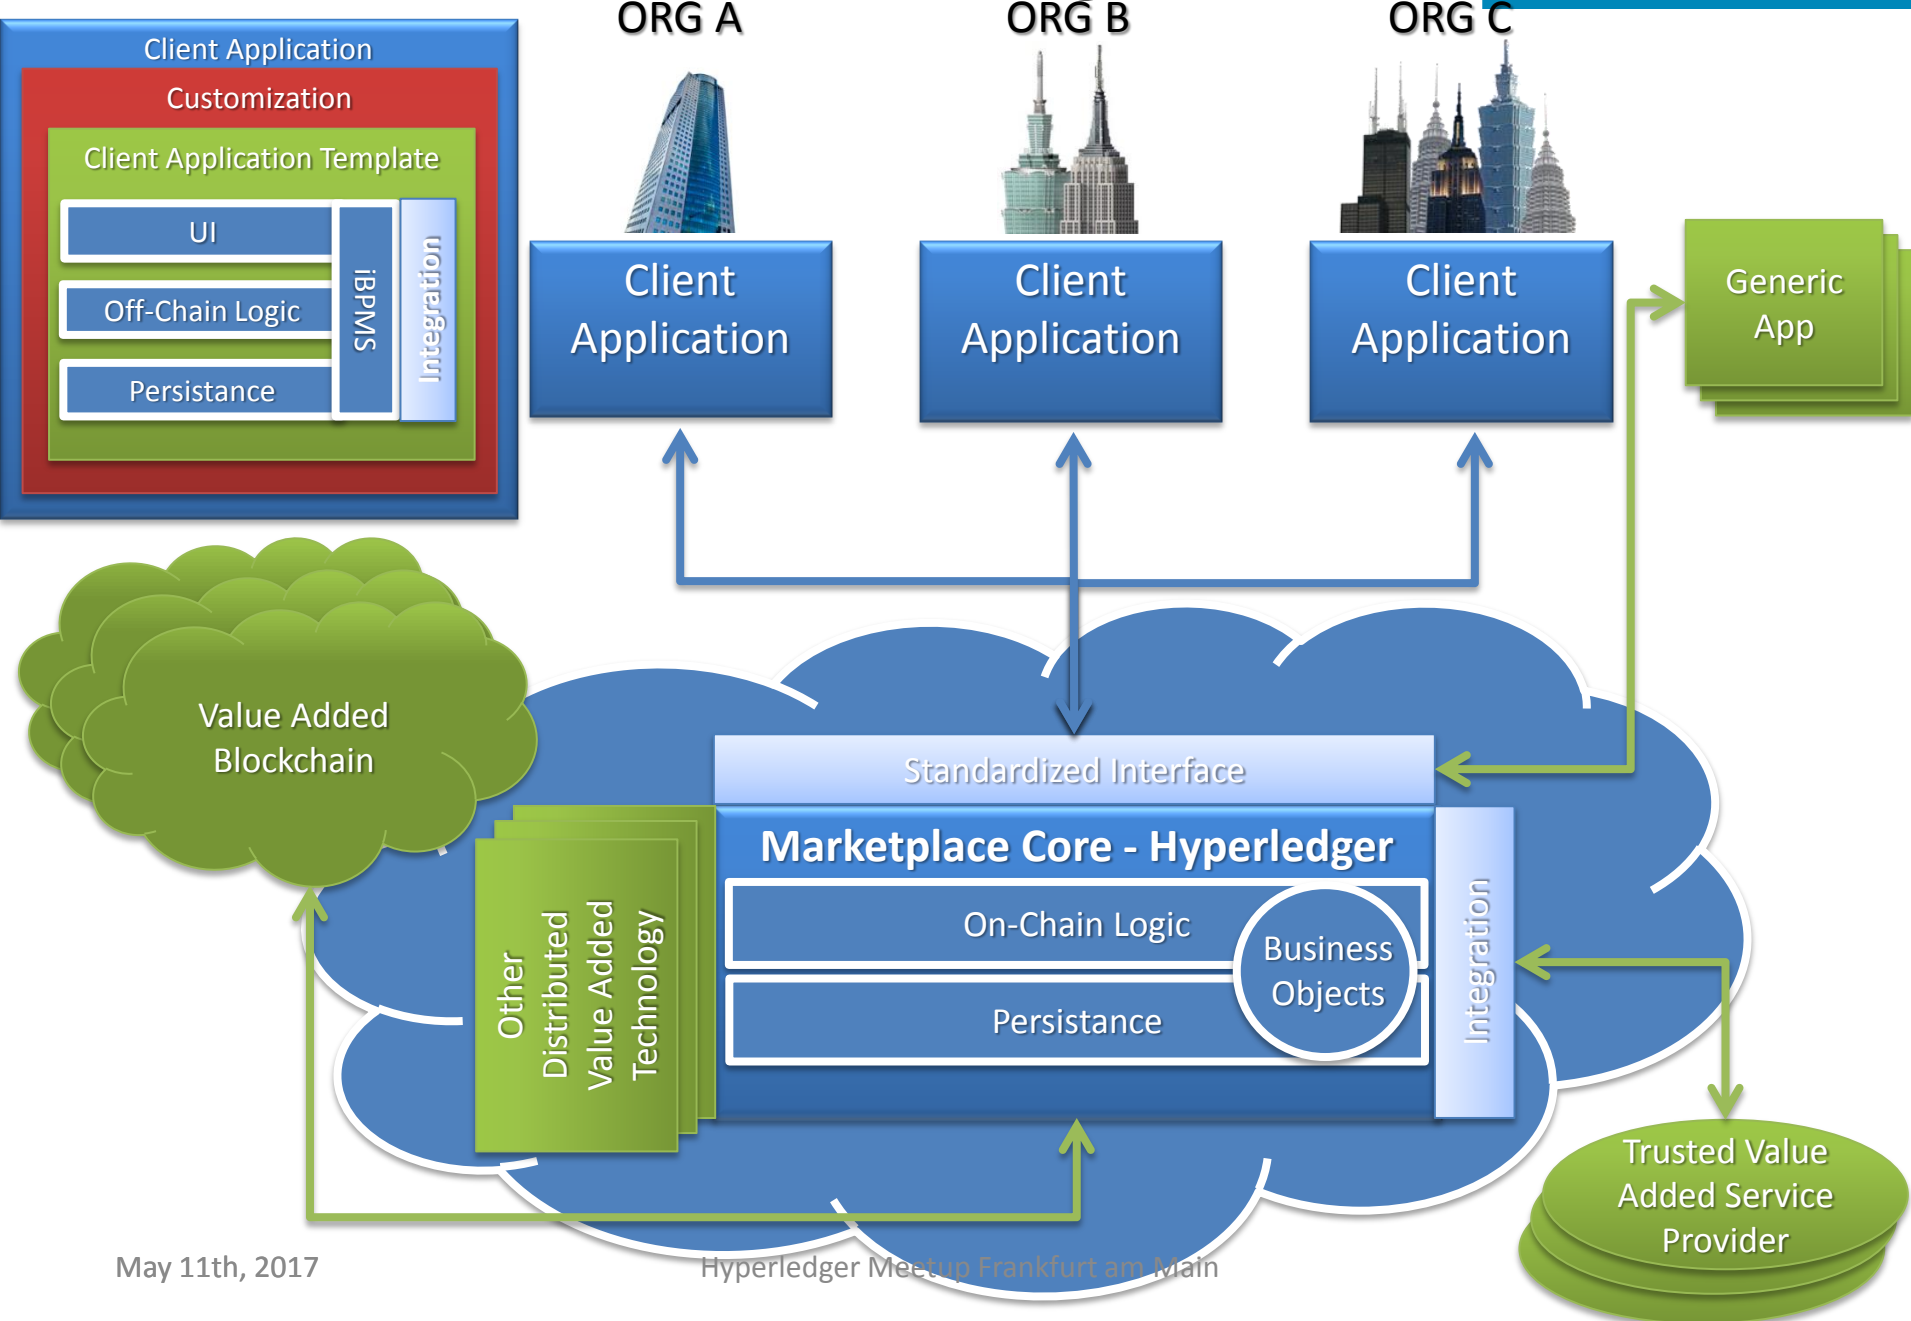 ORG A
ORG B
ORG C
Client Application
Customization
Client Application Template
UI
Off-Chain Logic
Persistance
iBPMS
Integration
Client
Application
Client
Application
Client
Application
Generic
App
Value Added
Blockchain
Standardized Interface
Marketplace Core - Hyperledger
On-Chain Logic
Persistance
Business
Objects
Integration
Other
Distributed
Value Added
Technology
Trusted Value
Added Service
Provider
May 11th, 2017
Hyperledger Meetup Frankfurt am Main